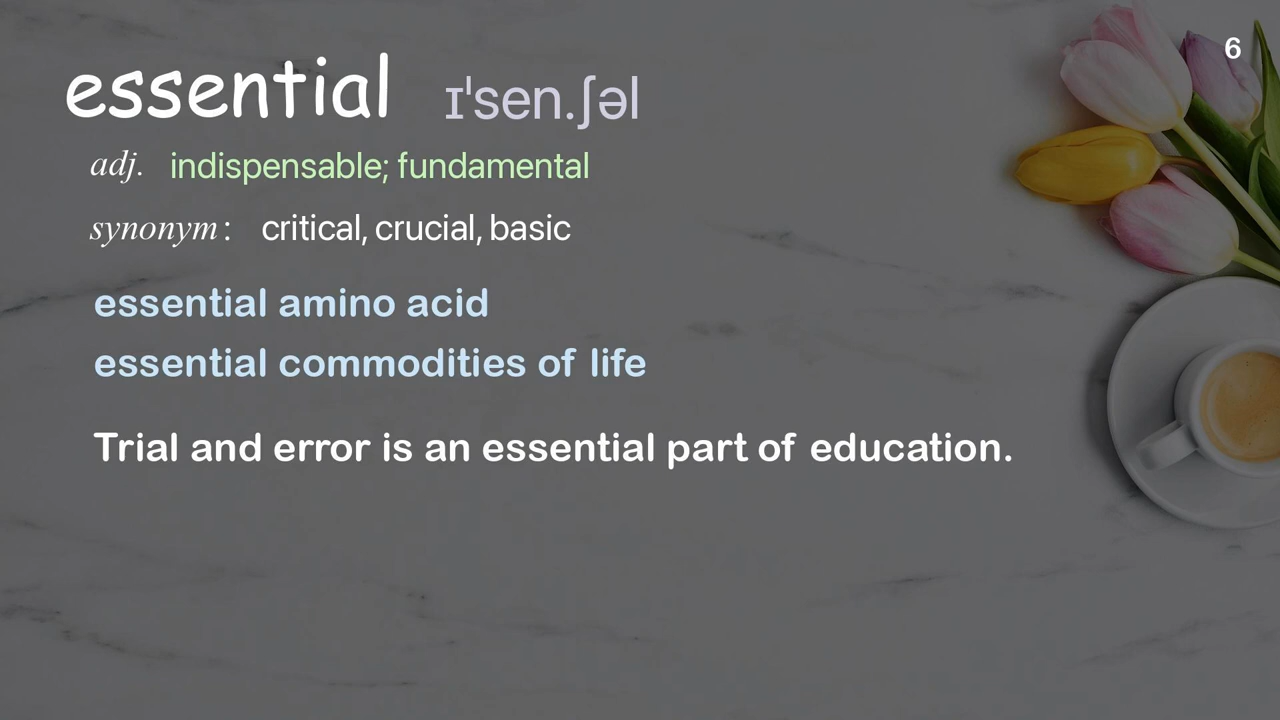 6
essential ɪˈsen.ʃəl
adj. indispensable; fundamental
synonym: critical, crucial, basic
essential amino acid
essential commodities of life
Trial and error is an essential part of education.